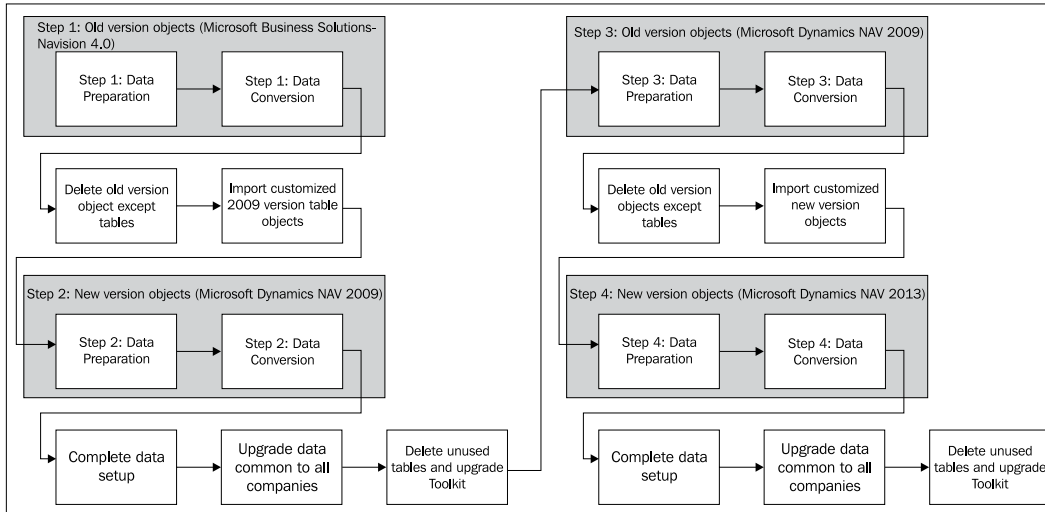 Step 1: Old version objects (Microsoft Business Solutions-
Navision 4.0)
Step 1: Data
Preparation
Step 1: Data
Conversion
Delete old version
object except
tables
Import customized
2009 version table
objects
Step 2: New version objects (Microsoft Dynamics NAV 2009)
Step 2: Data
Preparation
Step 2: Data
Conversion
Complete data
setup
Upgrade data
common to all
companies
Delete unused
tables and upgrade
Toolkit
Step 3: Old version objects (Microsoft Dynamics NAV 2009)
Step 3: Data
Preparation
Step 3: Data
Conversion
Delete old version
objects except
tables
Import customized
new version
objects
Step 4: New version objects (Microsoft Dynamics NAV 2013)
Step 4: Data
Preparation
Step 4: Data
Conversion
Complete data
setup
Upgrade data
common to all
companies
Delete unused
tables and upgrade
Toolkit